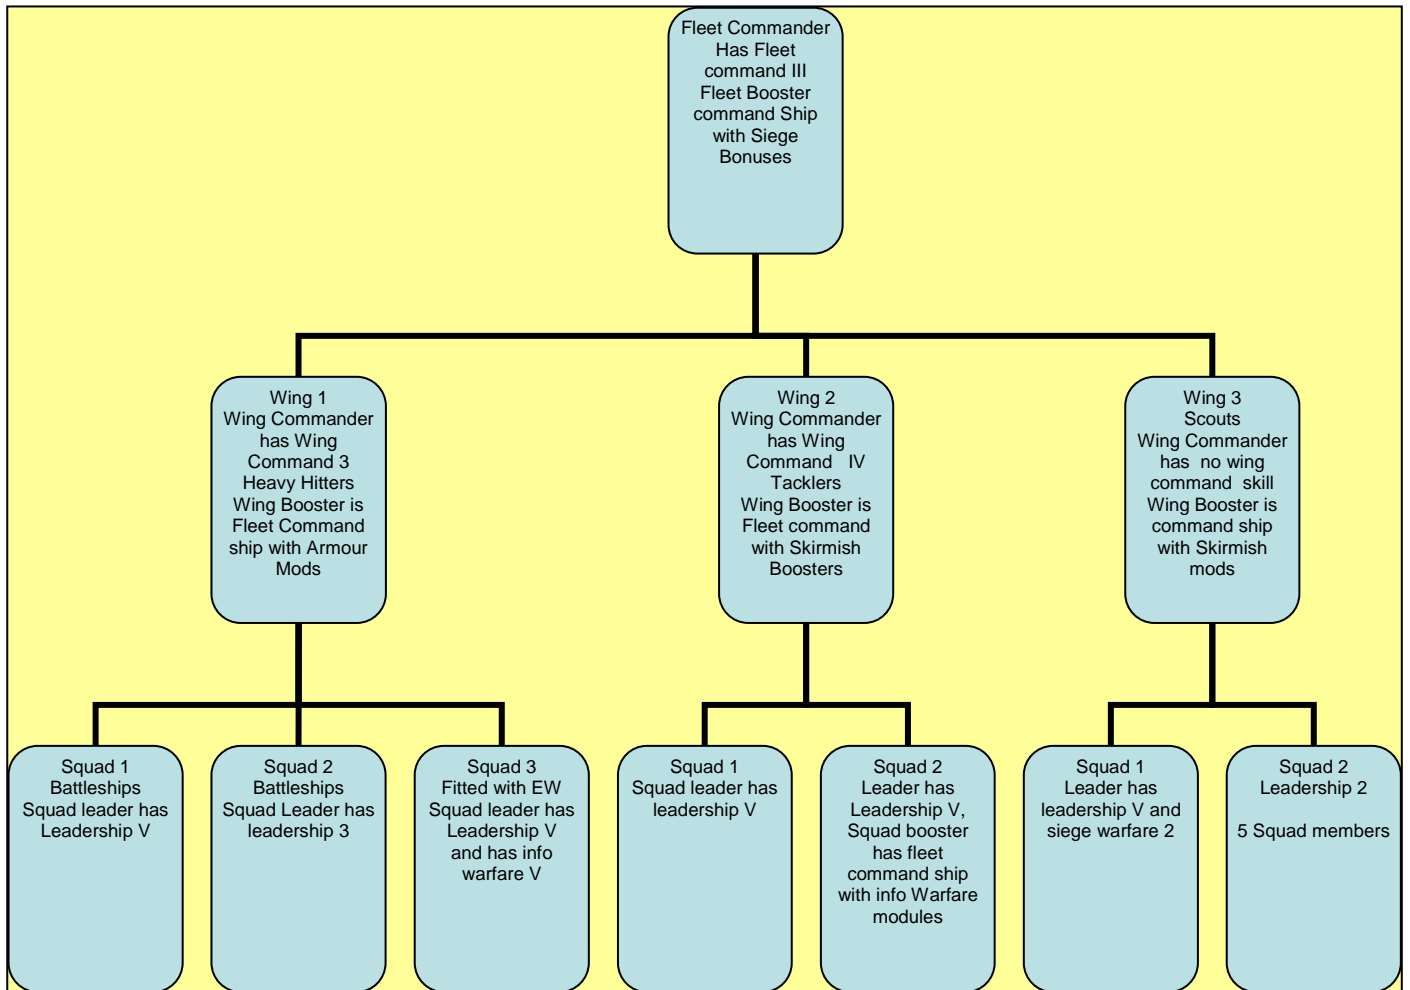 Fleet Commander
Has Fleet
command III
Fleet Booster
command Ship
with Siege
Bonuses
Wing 1
Wing Commander
has Wing
Command 3
Heavy Hitters
Wing Booster is
Fleet Command
ship with Armour
Mods
Wing 2
Wing Commander
has Wing
Command IV
Tacklers
Wing Booster is
Fleet command
with Skirmish
Boosters
Wing 3
Scouts
Wing Commander
has no wing
command skill
Wing Booster is
command ship
with Skirmish
mods
Squad 1
Battleships
Squad leader has
Leadership V
Squad 2
Battleships
Squad Leader has
leadership 3
Squad 3
Fitted with EW
Squad leader has
Leadership V
and has info
warfare V
Squad 1
Squad leader has
leadership V
Squad 2
Leader has
Leadership V,
Squad booster
has fleet
command ship
with info Warfare
modules
Squad 1
Leader has
leadership V and
siege warfare 2
Squad 2
Leadership 2
5 Squad members